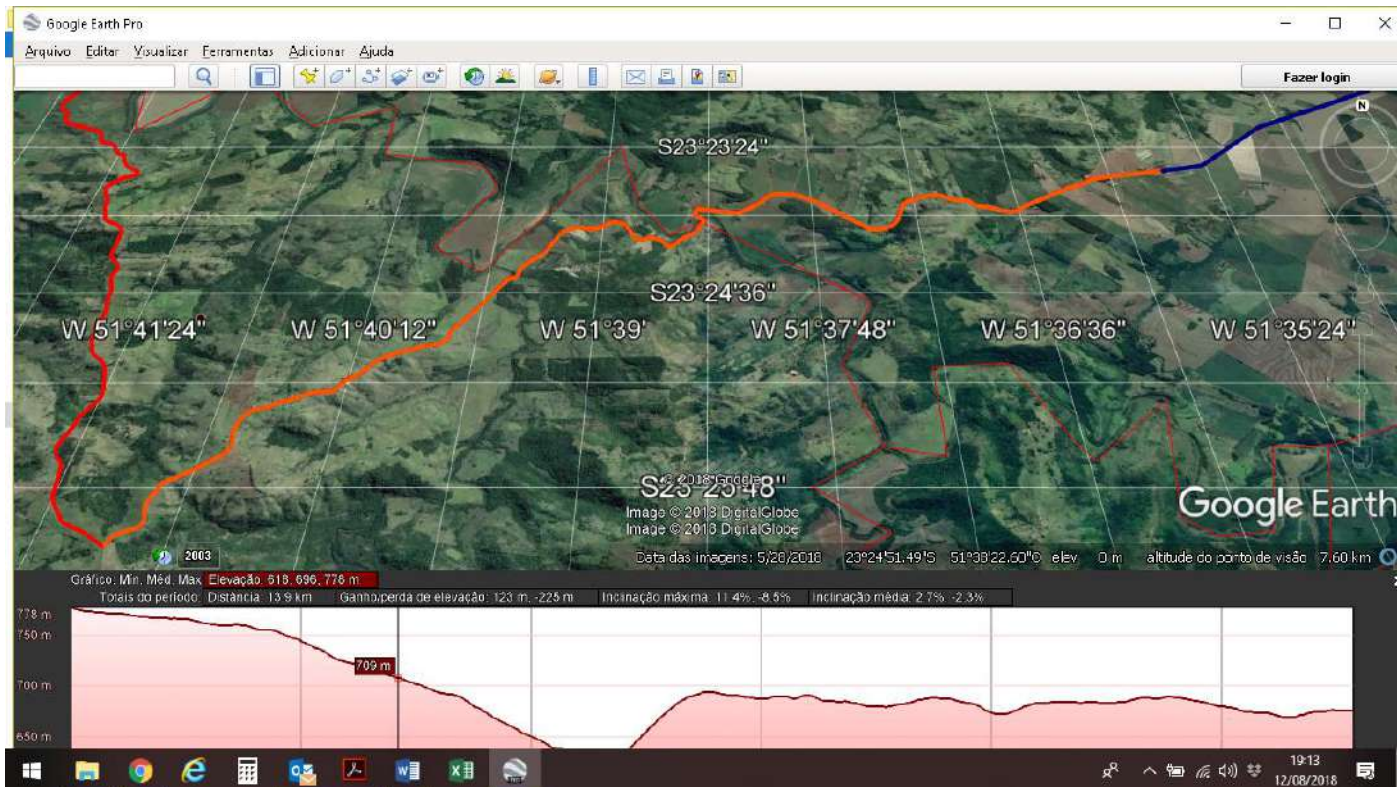 Google Earth Pro
Arquivo Editar Visualizar Ferramentas Adicionar Ajuda
Fazer login
N
S23°23'24"
S23°24'36"
W 51°41'24" W 51°40'12" W 51°39' W 51°37'48" W 51°36'36" W 51°35'24"
S23°25'48"
© 2018 Google
Image © 2018 DigitalGlobe
Image © 2018 DigitalGlobe
Google Earth
2003
Data das imagens: 5/28/2018 23°24'51.49"S 51°38'22.60"O elev 0 m altitude do ponto de visão 7.60 km
Gráfico: Mín, Méd, Máx Elevação: 618, 696, 778 m
Totais do período: Distância: 13.9 km Ganho/perda de elevação: 123 m, -225 m Inclinação máxima: 11.4%, -8.5% Inclinação média: 2.7%, -2.3%
778 m
750 m
709 m
700 m
650 m
19:13
12/08/2018